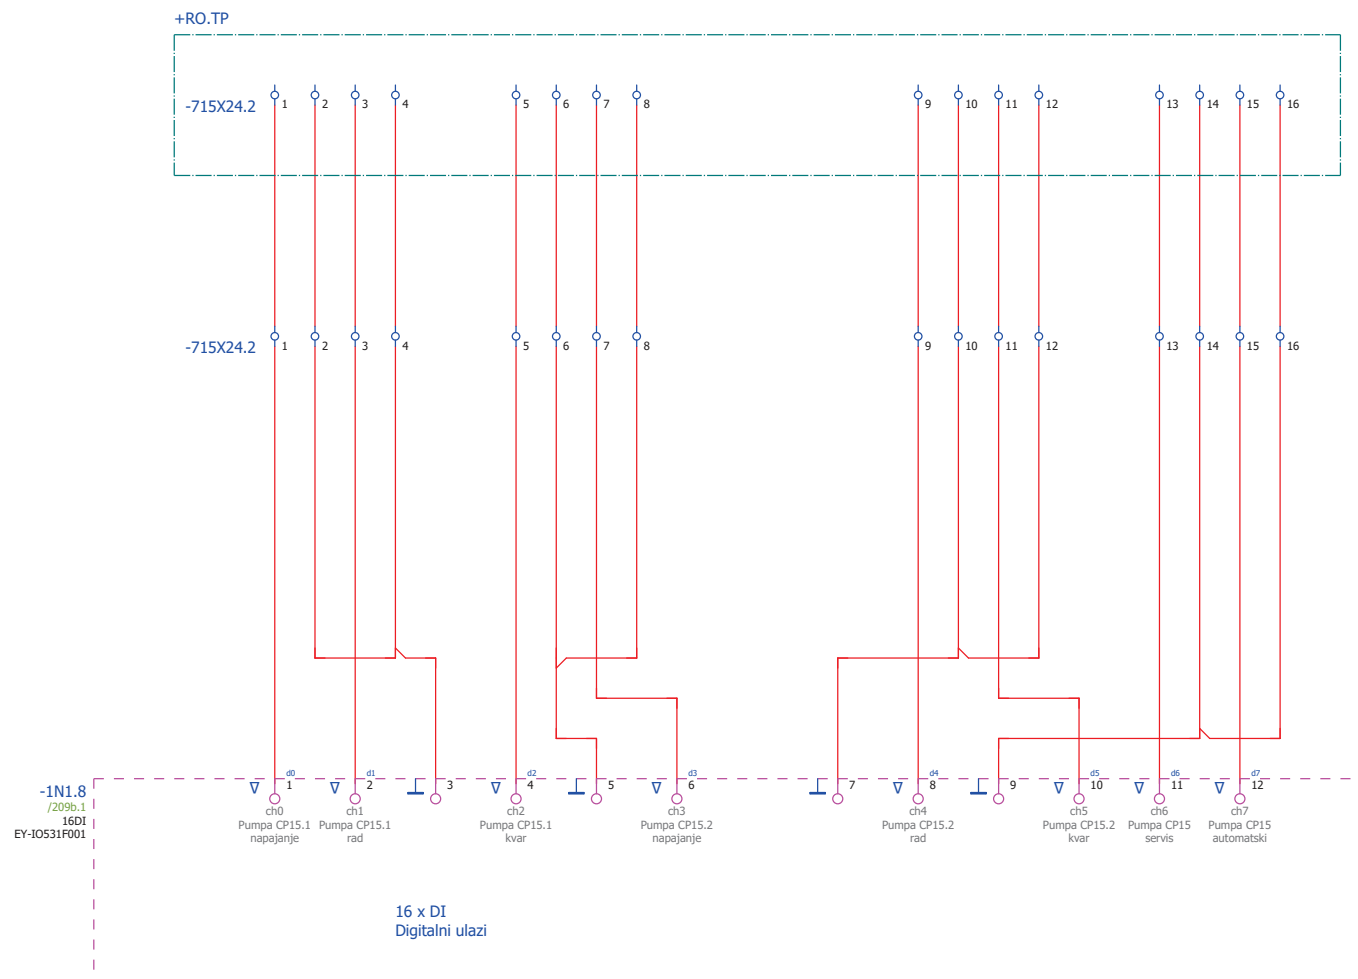 +RO.TP
-715X24.2 1 2 3 4 5 6 7 8 9 10 11 12 13 14 15 16
-715X24.2 1 2 3 4 5 6 7 8 9 10 11 12 13 14 15 16
d0 d1 d2 d3 d4 d5 d6 d7
-1N1.8 1 2 3 4 5 6 7 8 9 10 11 12
/209b.1
16DI
EY-IO531F001
ch0 ch1 ch2 ch3 ch4 ch5 ch6 ch7
Pumpa CP15.1 Pumpa CP15.1 Pumpa CP15.1 Pumpa CP15.2 Pumpa CP15.2 Pumpa CP15.2 Pumpa CP15 Pumpa CP15
napajanje rad kvar napajanje rad kvar servis automatski
16 x DI
Digitalni ulazi